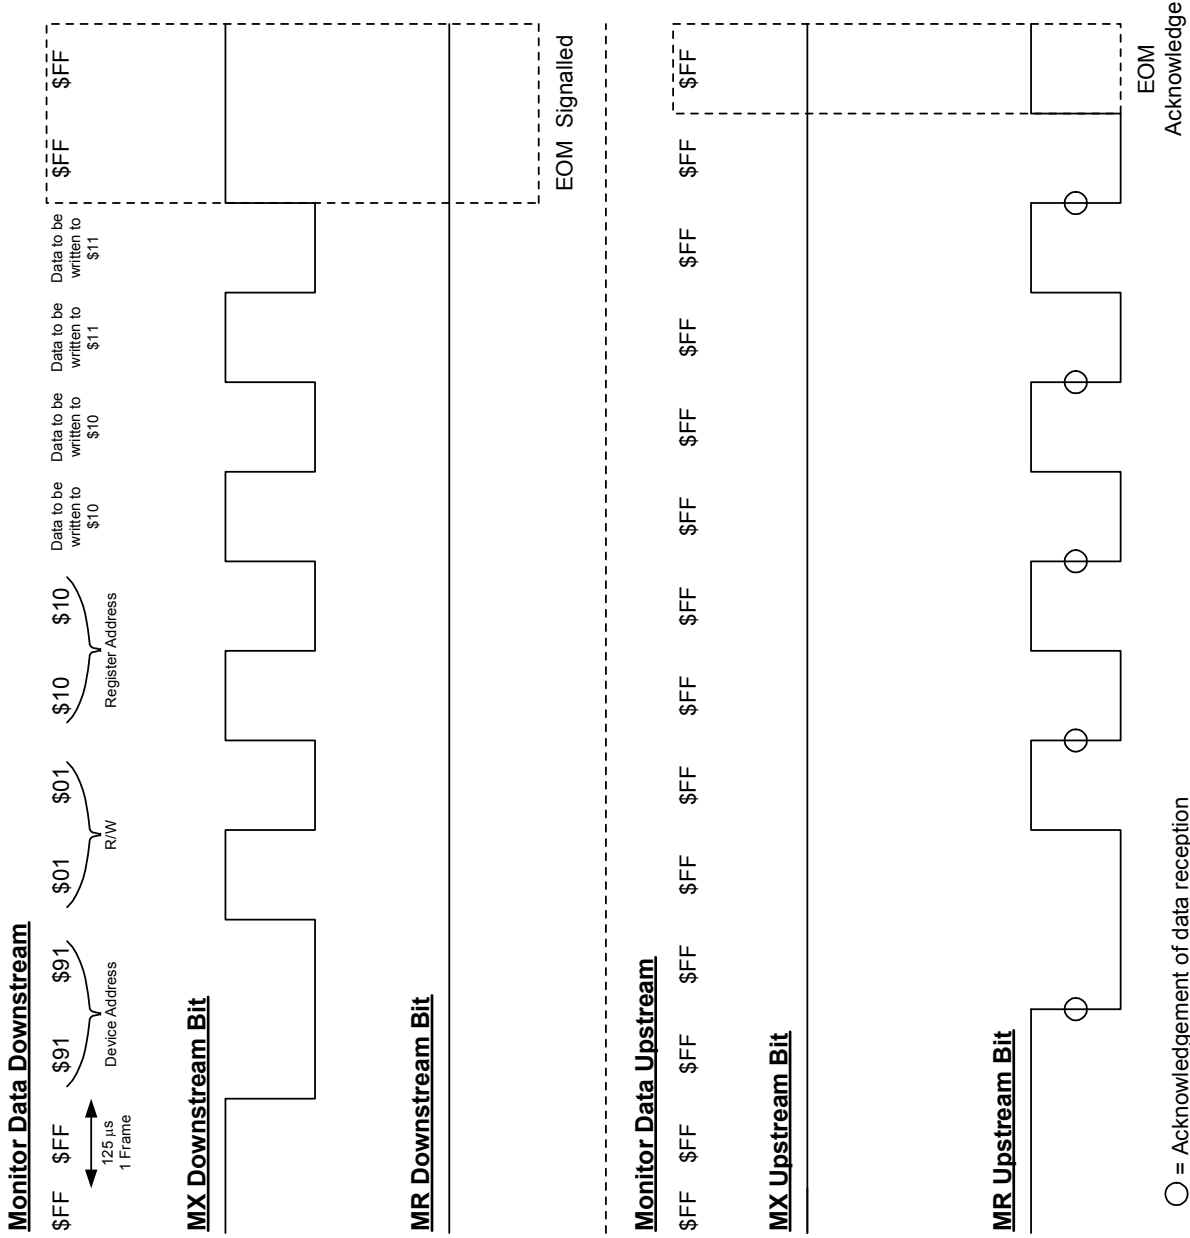 Monitor Data Downstream
$FF $FF $91 $91 $01 $01 $10 $10
Data to be
written to
$10
Data to be
written to
$10
Data to be
written to
$11
Data to be
written to
$11
$FF $FF
125 µs
1 Frame
Device Address
R/W
Register Address
MX Downstream Bit
MR Downstream Bit
EOM Signalled
Monitor Data Upstream
$FF $FF $FF $FF $FF $FF $FF $FF $FF $FF $FF $FF $FF $FF
MX Upstream Bit
MR Upstream Bit
EOM
Acknowledge
= Acknowledgement of data reception